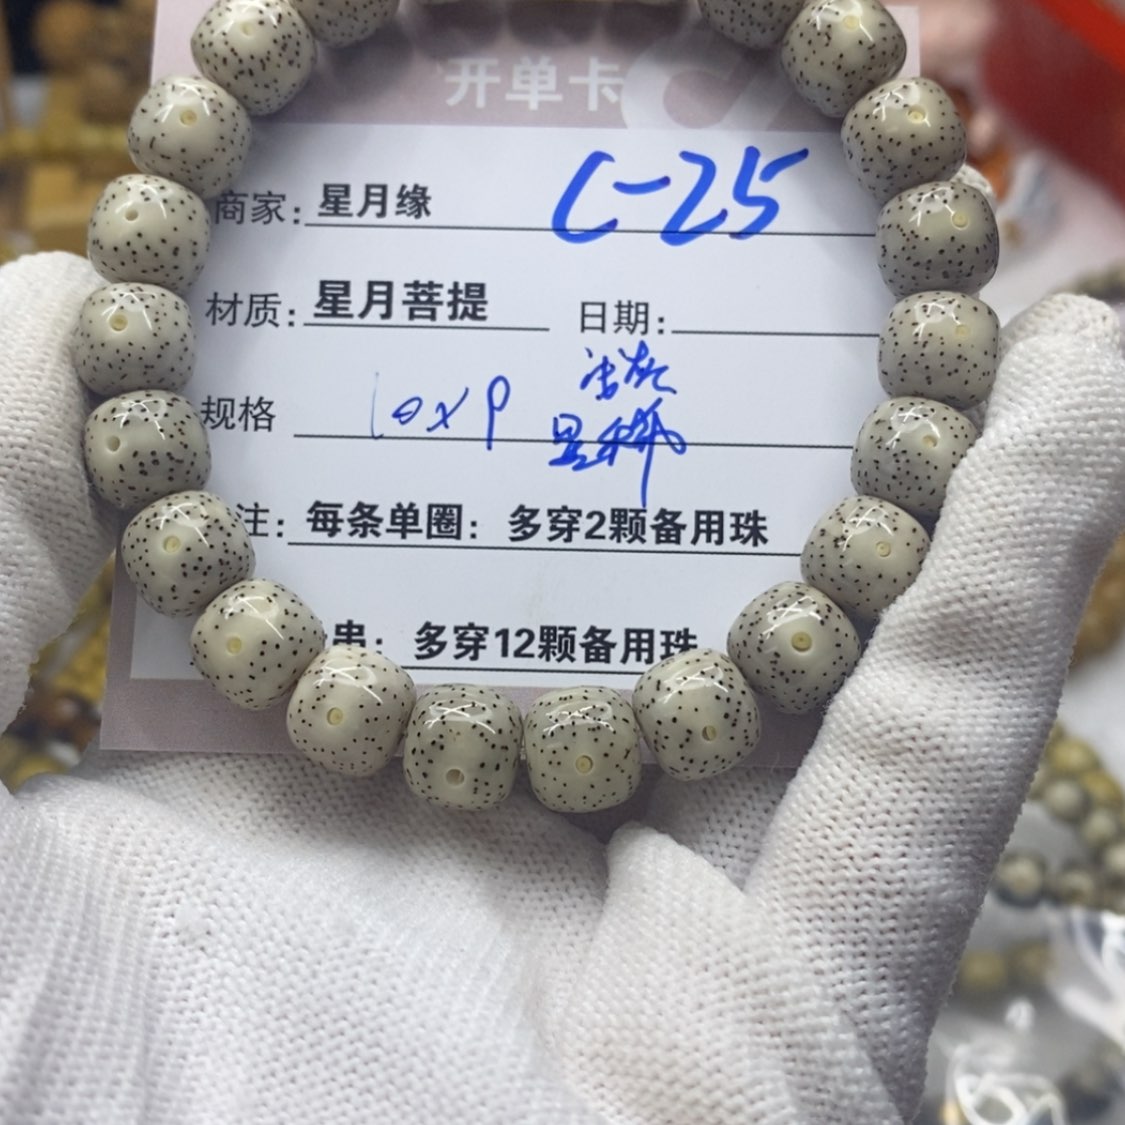 开单卡
商家: 星月缘 C-25
材质: 星月菩提 日期:
规格 10x9
注: 每条单圈: 多穿2颗备用珠
串: 多穿12颗备用珠